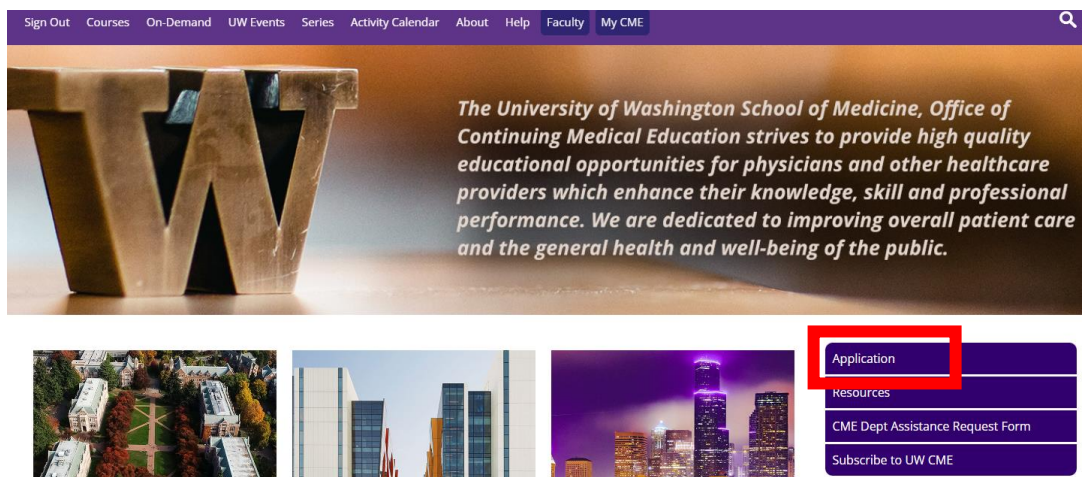 Sign Out Courses On-Demand UW Events Series Activity Calendar About Help Faculty My CME
W
The University of Washington School of Medicine, Office of
Continuing Medical Education strives to provide high quality
educational opportunities for physicians and other healthcare
providers which enhance their knowledge, skill and professional
performance. We are dedicated to improving overall patient care
and the general health and well-being of the public.
Application
Resources
CME Dept Assistance Request Form
Subscribe to UW CME